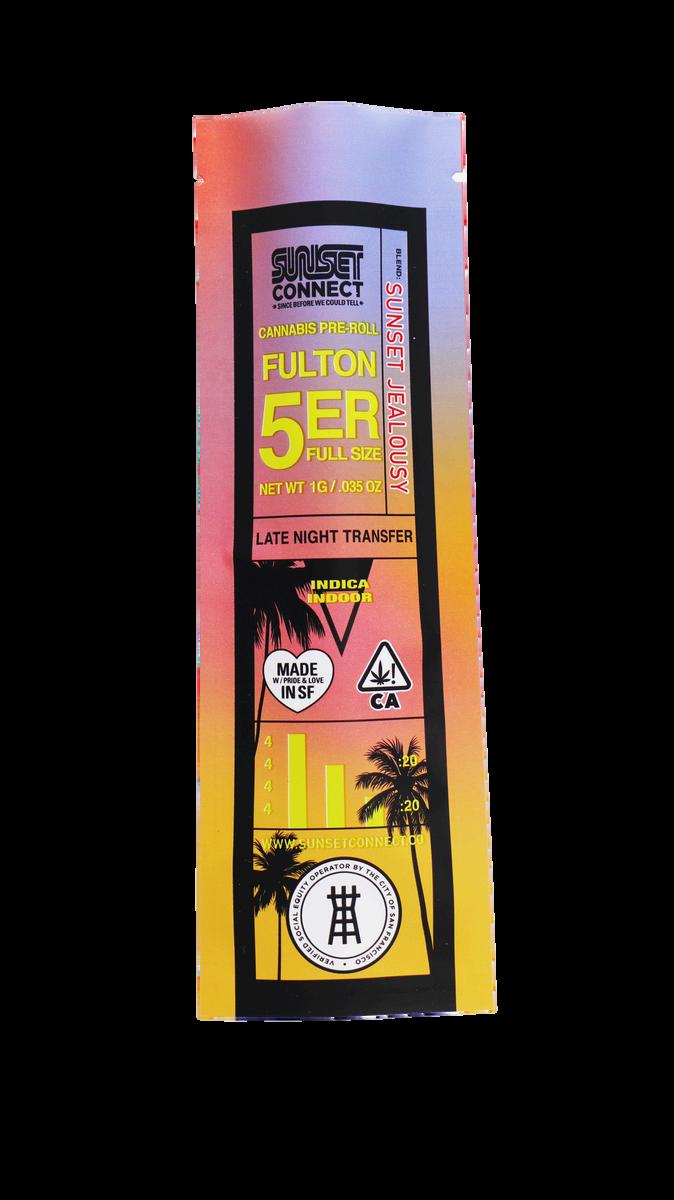 SUNSET
CONNECT
SINCE BEFORE WE COULD TELL
CANNABIS PRE-ROLL
FULTON
5ER
FULL SIZE
NET WT 1G / .035 OZ
BLEND: SUNSET JEALOUSY
LATE NIGHT TRANSFER
INDICA
INDOOR
MADE
W/ PRIDE & LOVE
IN SF
CA
4
4 :20
4
4 :20
WWW.SUNSETCONNECT.CO
VERIFIED SOCIAL EQUITY OPERATOR BY THE CITY OF SAN FRANCISCO •